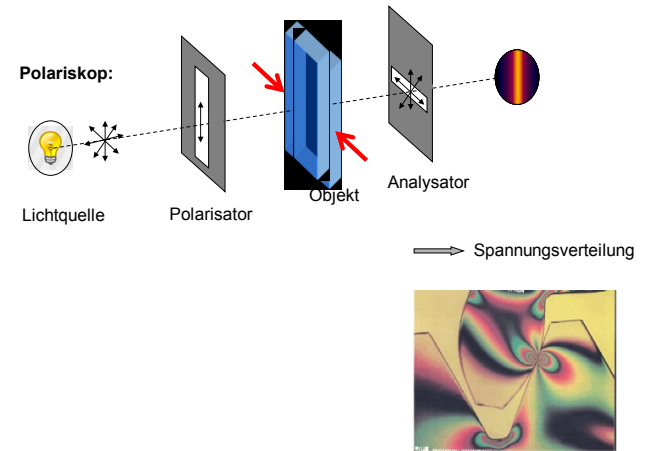 Polariskop:
Lichtquelle
Polarisator
Objekt
Analysator
Spannungsverteilung